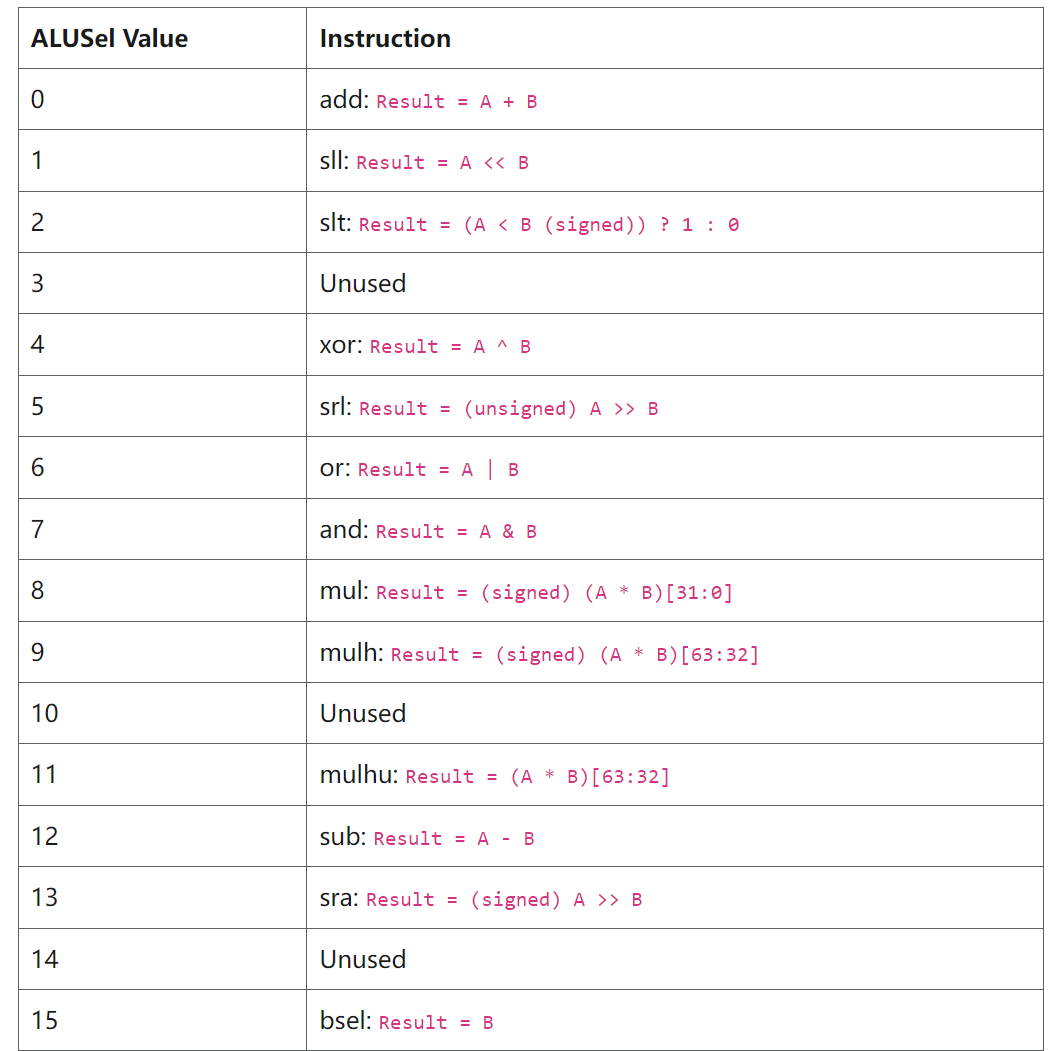 ALUSel Value Instruction
0 add: Result = A + B
1 sll: Result = A << B
2 slt: Result = (A < B (signed)) ? 1 : 0
3 Unused
4 xor: Result = A ^ B
5 srl: Result = (unsigned) A >> B
6 or: Result = A | B
7 and: Result = A & B
8 mul: Result = (signed) (A * B)[31:0]
9 mulh: Result = (signed) (A * B)[63:32]
10 Unused
11 mulhu: Result = (A * B)[63:32]
12 sub: Result = A - B
13 sra: Result = (signed) A >> B
14 Unused
15 bsel: Result = B